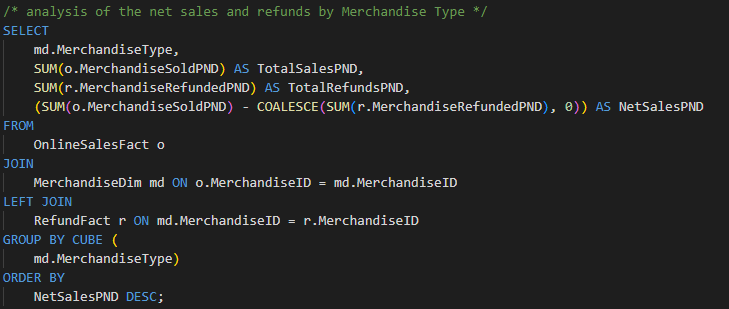 /* analysis of the net sales and refunds by Merchandise Type */
SELECT
    md.MerchandiseType,
    SUM(o.MerchandiseSoldPND) AS TotalSalesPND,
    SUM(r.MerchandiseRefundedPND) AS TotalRefundsPND,
    (SUM(o.MerchandiseSoldPND) - COALESCE(SUM(r.MerchandiseRefundedPND), 0)) AS NetSalesPND
FROM
    OnlineSalesFact o
JOIN
    MerchandiseDim md ON o.MerchandiseID = md.MerchandiseID
LEFT JOIN
    RefundFact r ON md.MerchandiseID = r.MerchandiseID
GROUP BY CUBE (
    md.MerchandiseType)
ORDER BY
    NetSalesPND DESC;